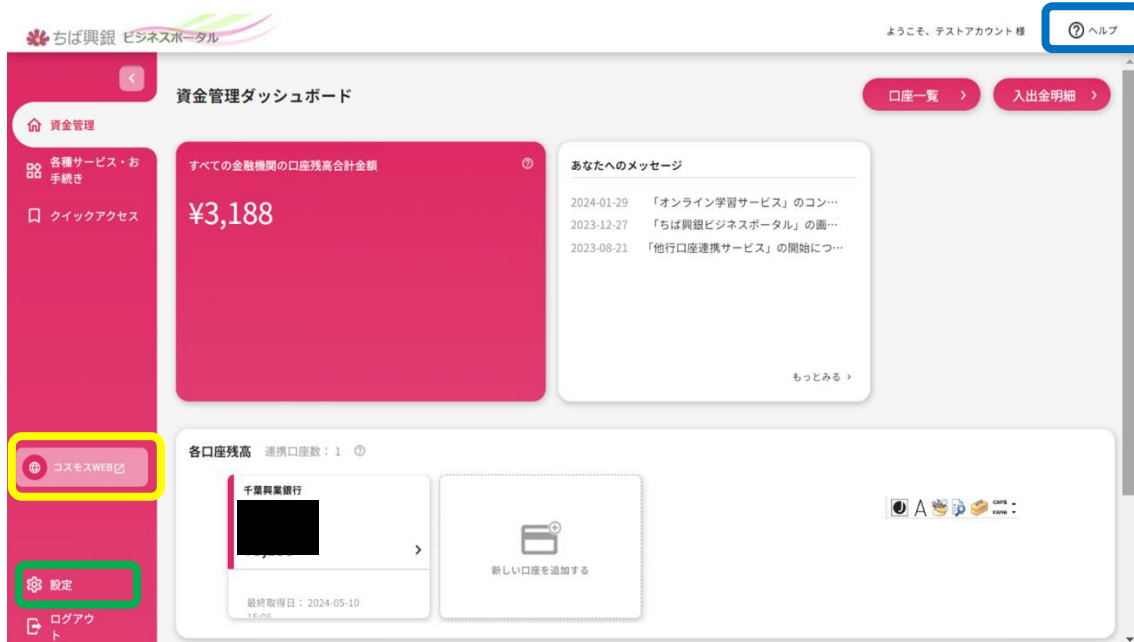 ちば興銀 ビジネスポータル
ようこそ、テストアカウント 様
ヘルプ
資金管理
各種サービス・お
手続き
クイックアクセス
コスモスWEB
設定
ログアウ
ト
資金管理ダッシュボード
口座一覧
入出金明細
すべての金融機関の口座残高合計金額
¥3,188
あなたへのメッセージ
2024-01-29 「オンライン学習サービス」のコン…
2023-12-27 「ちば興銀ビジネスポータル」の画…
2023-08-21 「他行口座連携サービス」の開始につ…
もっとみる
各口座残高 連携口座数：1
千葉興業銀行
最終取得日：2024-05-10
新しい口座を追加する
A
CAPS
KANA